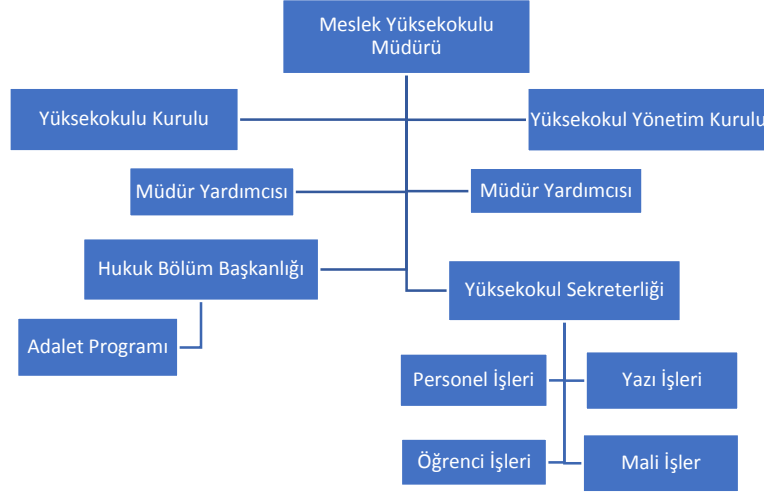 Meslek Yüksekokulu
Müdürü
Yüksekokulu Kurulu
Yüksekokul Yönetim Kurulu
Müdür Yardımcısı
Müdür Yardımcısı
Hukuk Bölüm Başkanlığı
Yüksekokul Sekreterliği
Adalet Programı
Personel İşleri
Yazı İşleri
Öğrenci İşleri
Mali İşler